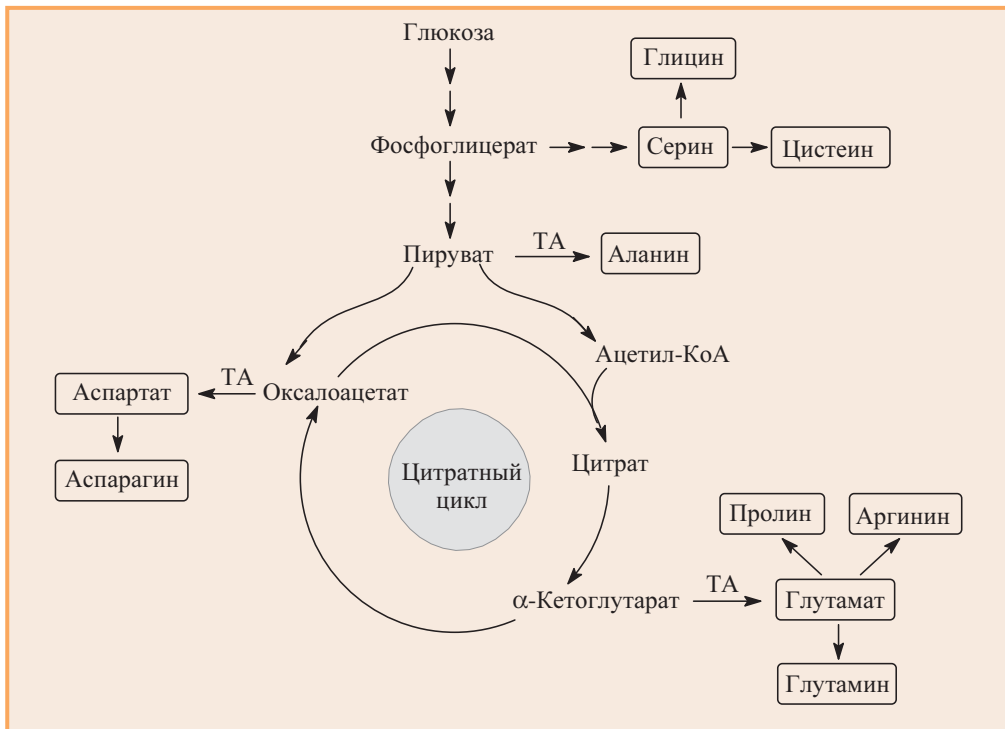 Глюкоза
Глицин
Фосфоглицерат
Серин
Цистеин
Пируват
ТА
Аланин
Ацетил-КоА
Аспартат
ТА
Оксалоацетат
Аспарагин
Цитратный
цикл
Цитрат
Пролин
Аргинин
α-Кетоглутарат
ТА
Глутамат
Глутамин